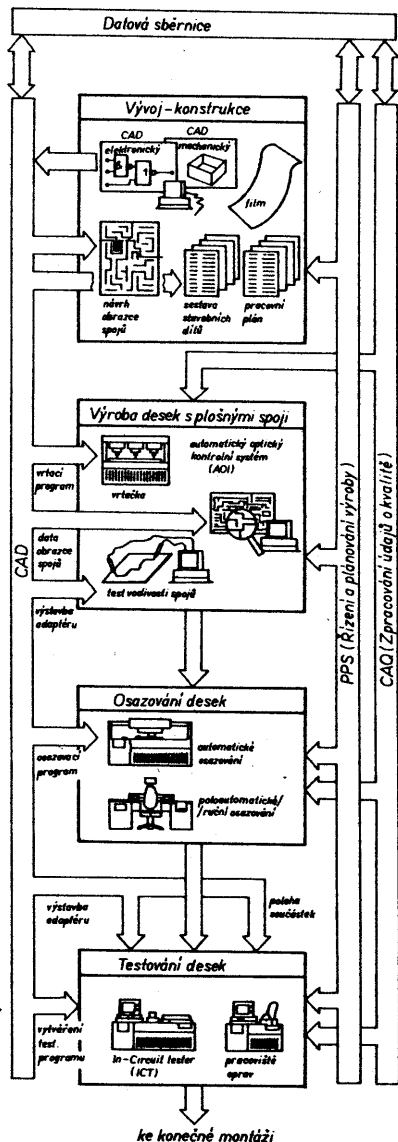 Datová sběrnice
Vývoj-konstrukce
CAD
elektronický
CAD
mechanický
&
1
film
návrh
obrazce
spojů
sestava
stavebních
dílů
pracovní
plán
Výroba desek s plošnými spoji
vrtačka
automatický optický
kontrolní systém
(AOI)
vrtací
program
data
obrazce
spojů
test vodivosti spojů
výstavba
adaptéru
CAD
PPS (Řízení a plánování výroby)
CAQ (Zpracování údajů o kvalitě)
Osazování desek
automatické
osazování
osazovací
program
poloautomatické/
/ruční osazování
výstavba
adaptéru
poloha
součástek
Testování desek
vytváření
test.
programu
In-Circuit tester
(ICT)
pracoviště
oprav
ke konečné montáži